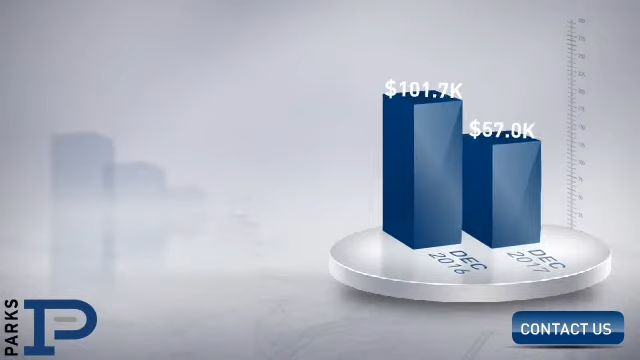 $101.7K
$57.0K
DEC
2016
DEC
2017
PARKS
P
CONTACT US